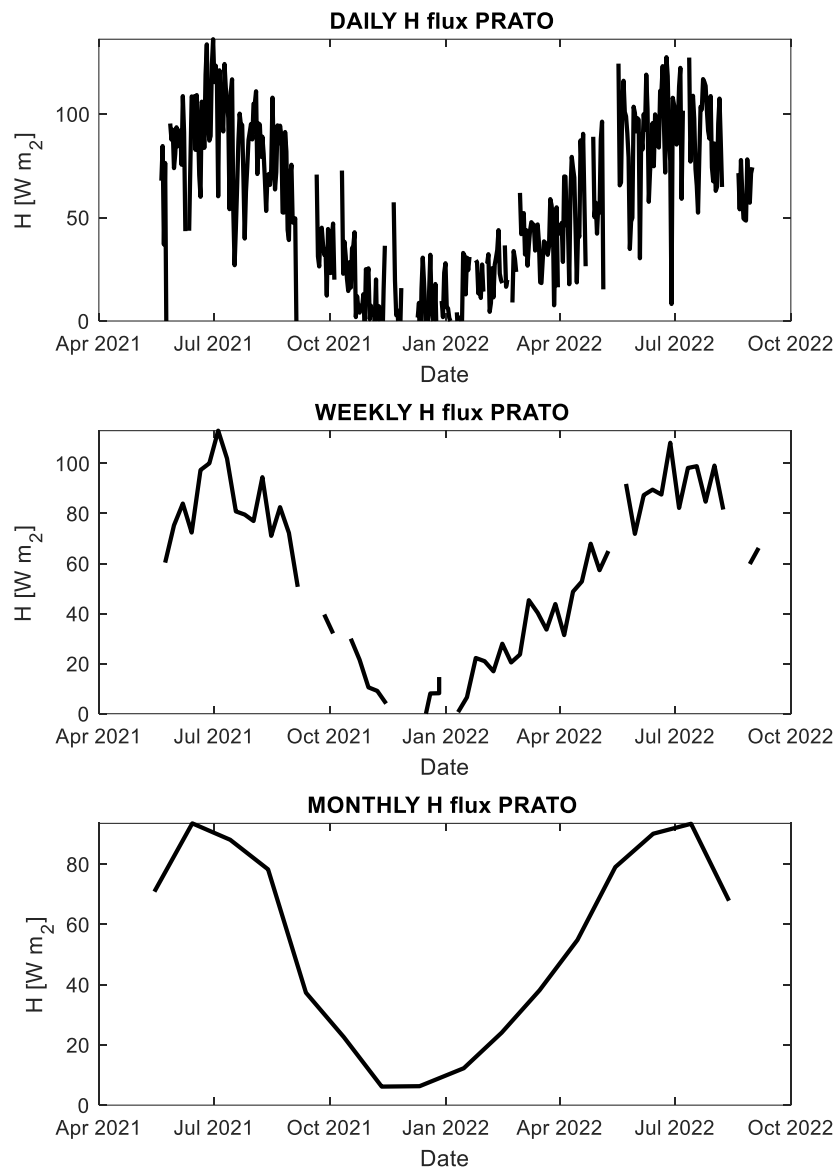 DAILY H flux PRATO
H [W m2]
100
50
0
Apr 2021 Jul 2021 Oct 2021 Jan 2022 Apr 2022 Jul 2022 Oct 2022
Date
WEEKLY H flux PRATO
H [W m2]
100
80
60
40
20
0
Apr 2021 Jul 2021 Oct 2021 Jan 2022 Apr 2022 Jul 2022 Oct 2022
Date
MONTHLY H flux PRATO
H [W m2]
80
60
40
20
0
Apr 2021 Jul 2021 Oct 2021 Jan 2022 Apr 2022 Jul 2022 Oct 2022
Date